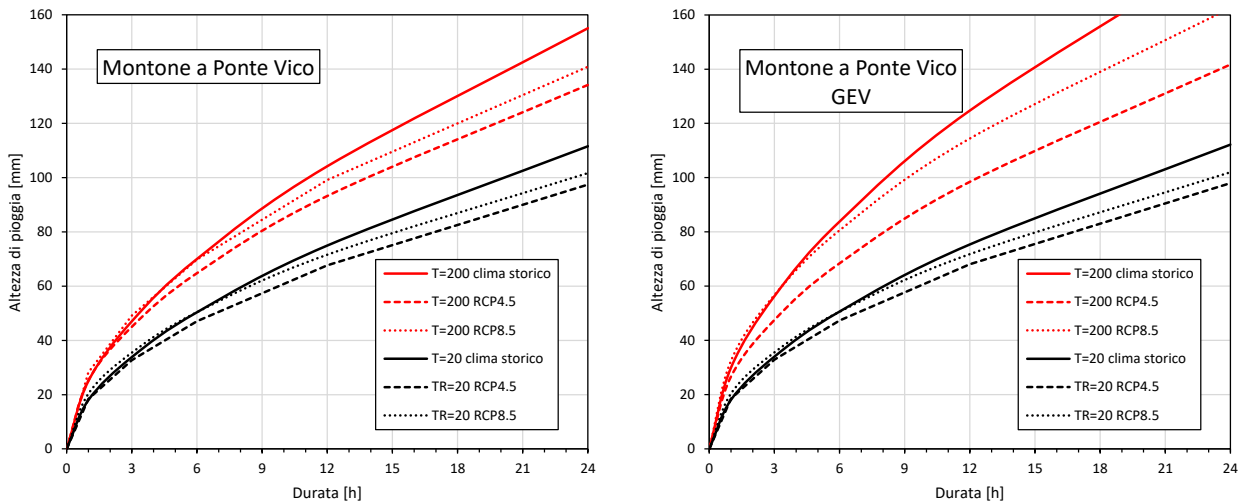 Montone a Ponte Vico
Altezza di pioggia [mm]
160
140
120
100
80
60
40
20
0
0 3 6 9 12 15 18 21 24
Durata [h]
T=200 clima storico
T=200 RCP4.5
T=200 RCP8.5
T=20 clima storico
TR=20 RCP4.5
TR=20 RCP8.5
Montone a Ponte Vico
GEV
Altezza di pioggia [mm]
160
140
120
100
80
60
40
20
0
0 3 6 9 12 15 18 21 24
Durata [h]
T=200 clima storico
T=200 RCP4.5
T=200 RCP8.5
T=20 clima storico
TR=20 RCP4.5
TR=20 RCP8.5